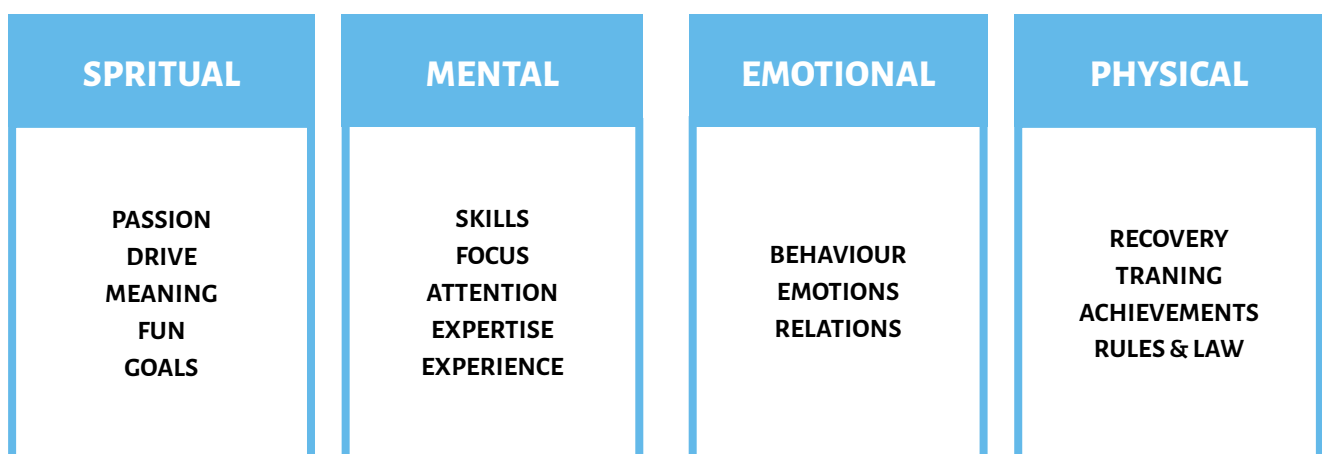 SPRITUAL
PASSION
DRIVE
MEANING
FUN
GOALS
MENTAL
SKILLS
FOCUS
ATTENTION
EXPERTISE
EXPERIENCE
EMOTIONAL
BEHAVIOUR
EMOTIONS
RELATIONS
PHYSICAL
RECOVERY
TRANING
ACHIEVEMENTS
RULES & LAW